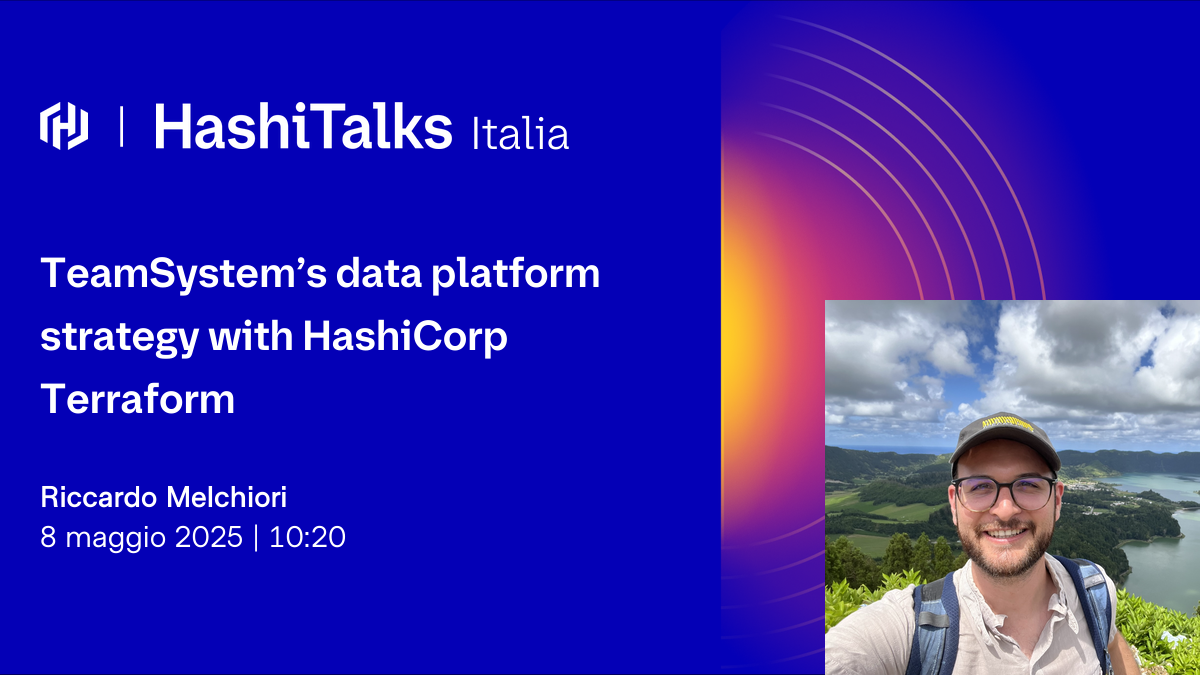 HashiTalks Italia
TeamSystem’s data platform
strategy with HashiCorp
Terraform
Riccardo Melchiori
8 maggio 2025 | 10:20